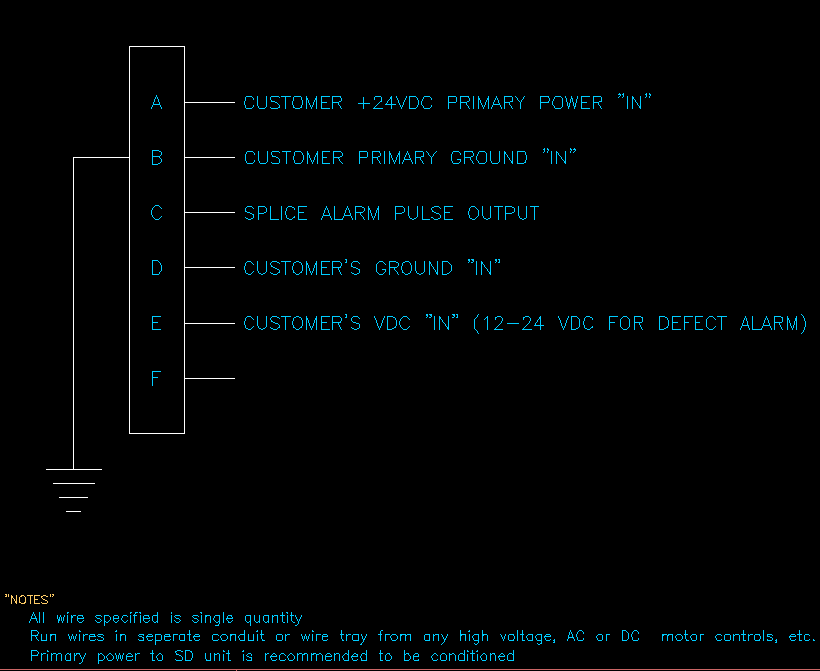 A CUSTOMER +24VDC PRIMARY POWER "IN"
B CUSTOMER PRIMARY GROUND "IN"
C SPLICE ALARM PULSE OUTPUT
D CUSTOMER'S GROUND "IN"
E CUSTOMER'S VDC "IN" (12-24 VDC FOR DEFECT ALARM)
F
"NOTES"
All wire specified is single quantity
Run wires in seperate conduit or wire tray from any high voltage, AC or DC motor controls, etc.
Primary power to SD unit is recommended to be conditioned